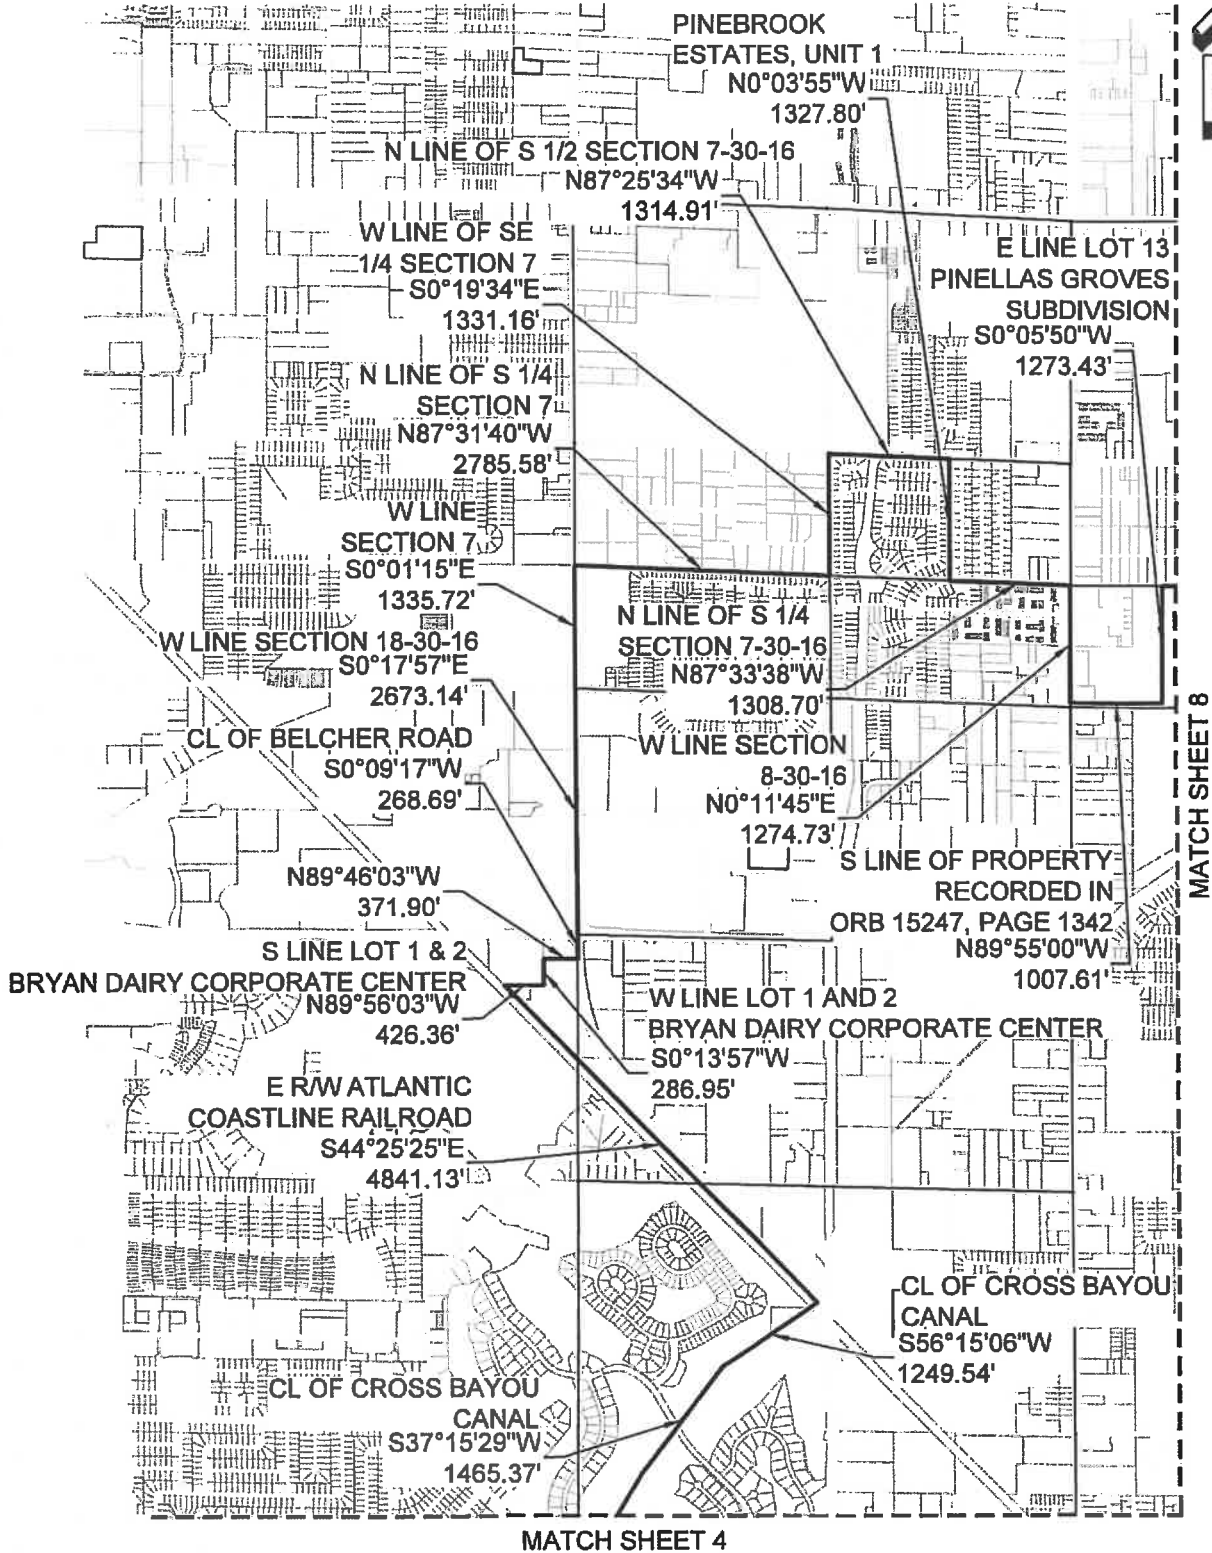 PINEBROOK
ESTATES, UNIT 1
N0°03'55"W
1327.80'
N LINE OF S 1/2 SECTION 7-30-16
N87°25'34"W
1314.91'
W LINE OF SE
1/4 SECTION 7
S0°19'34"E
1331.16'
E LINE LOT 13
PINELLAS GROVES
SUBDIVISION
S0°05'50"W
1273.43'
N LINE OF S 1/4
SECTION 7
N87°31'40"W
2785.58'
W LINE
SECTION 7
S0°01'15"E
1335.72'
N LINE OF S 1/4
SECTION 7-30-16
N87°33'38"W
1308.70'
W LINE SECTION 18-30-16
S0°17'57"E
2673.14'
CL OF BELCHER ROAD
S0°09'17"W
268.69'
W LINE SECTION
8-30-16
N0°11'45"E
1274.73'
MATCH SHEET 8
S LINE OF PROPERTY
RECORDED IN
ORB 15247, PAGE 1342
N89°55'00"W
1007.61'
N89°46'03"W
371.90'
S LINE LOT 1 & 2
BRYAN DAIRY CORPORATE CENTER
N89°56'03"W
426.36'
W LINE LOT 1 AND 2
BRYAN DAIRY CORPORATE CENTER
S0°13'57"W
286.95'
E R/W ATLANTIC
COASTLINE RAILROAD
S44°25'25"E
4841.13'
CL OF CROSS BAYOU
CANAL
S56°15'06"W
1249.54'
CL OF CROSS BAYOU
CANAL
S37°15'29"W
1465.37'
MATCH SHEET 4